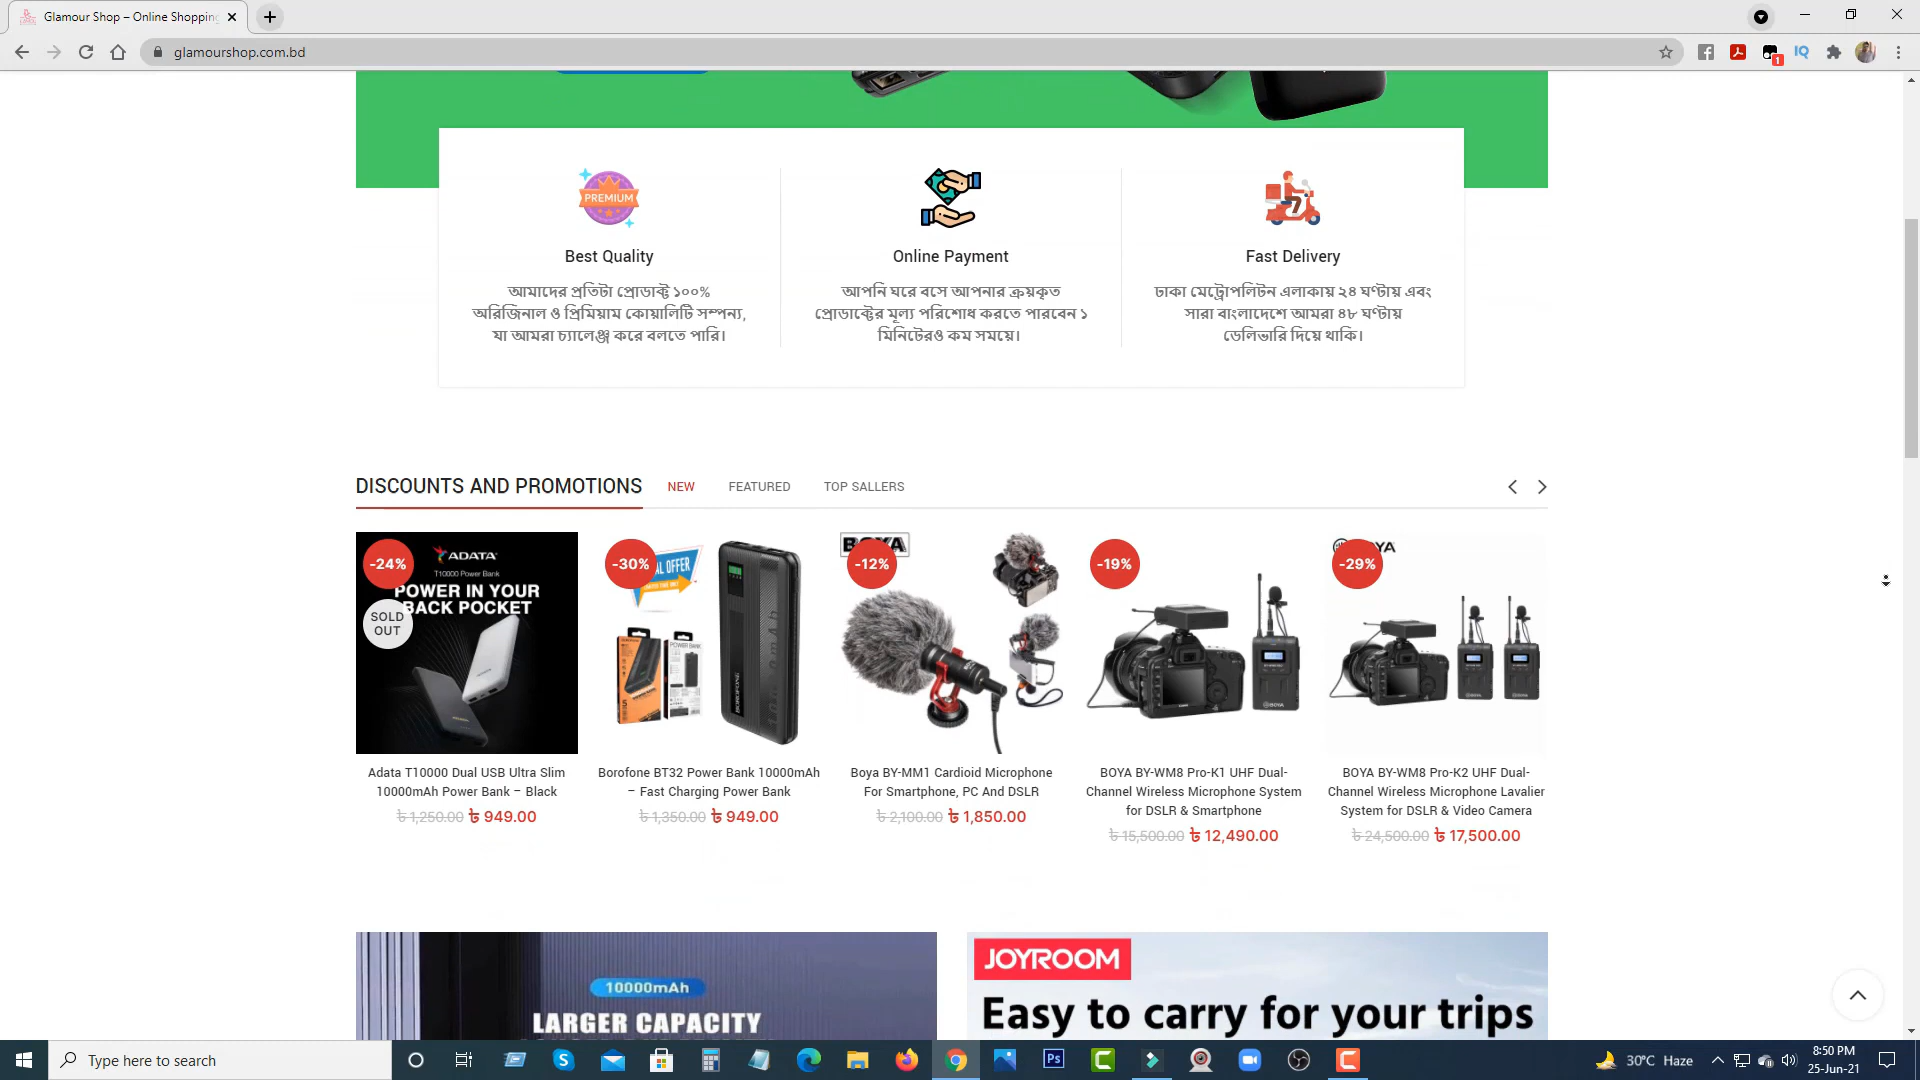 Glamour Shop – Online Shopping
glamourshop.com.bd
1
PREMIUM
Best Quality
আমাদের প্রতিটা প্রোডাক্ট ১০০%
অরিজিনাল ও প্রিমিয়াম কোয়ালিটি সম্পন্য,
যা আমরা চ্যালেঞ্জ করে বলতে পারি।
Online Payment
আপনি ঘরে বসে আপনার ক্রয়কৃত
প্রোডাক্টের মূল্য পরিশোধ করতে পারবেন ১
মিনিটেরও কম সময়ে।
Fast Delivery
ঢাকা মেট্রোপলিটন এলাকায় ২৪ ঘণ্টায় এবং
সারা বাংলাদেশে আমরা ৪৮ ঘণ্টায়
ডেলিভারি দিয়ে থাকি।
DISCOUNTS AND PROMOTIONS NEW FEATURED TOP SALLERS
-24%
ADATA
T10000 Power Bank
POWER IN YOUR
BACK POCKET
SOLD
OUT
Adata T10000 Dual USB Ultra Slim
10000mAh Power Bank – Black
৳ 1,250.00 ৳ 949.00
-30%
OFFER
POWER BANK
BOROFONE
Borofone BT32 Power Bank 10000mAh
– Fast Charging Power Bank
৳ 1,350.00 ৳ 949.00
BOYA
-12%
Boya BY-MM1 Cardioid Microphone
For Smartphone, PC And DSLR
৳ 2,100.00 ৳ 1,850.00
-19%
BOYA
BOYA BY-WM8 Pro-K1 UHF Dual-
Channel Wireless Microphone System
for DSLR & Smartphone
৳ 15,500.00 ৳ 12,490.00
-29%
BOYA BY-WM8 Pro-K2 UHF Dual-
Channel Wireless Microphone Lavalier
System for DSLR & Video Camera
৳ 24,500.00 ৳ 17,500.00
10000mAh
LARGER CAPACITY
JOYROOM
Easy to carry for your trips
Type here to search
Ps
30°C Haze
8:50 PM
25-Jun-21